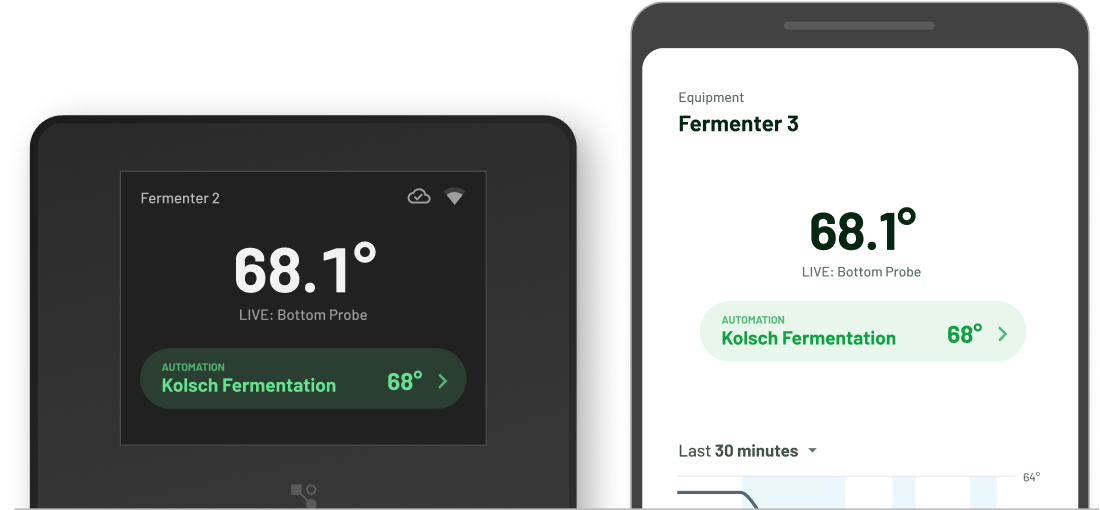 Fermenter 2
68.1°
LIVE: Bottom Probe
AUTOMATION
Kolsch Fermentation 68°
Equipment
Fermenter 3
68.1°
LIVE: Bottom Probe
AUTOMATION
Kolsch Fermentation 68°
Last 30 minutes
64°